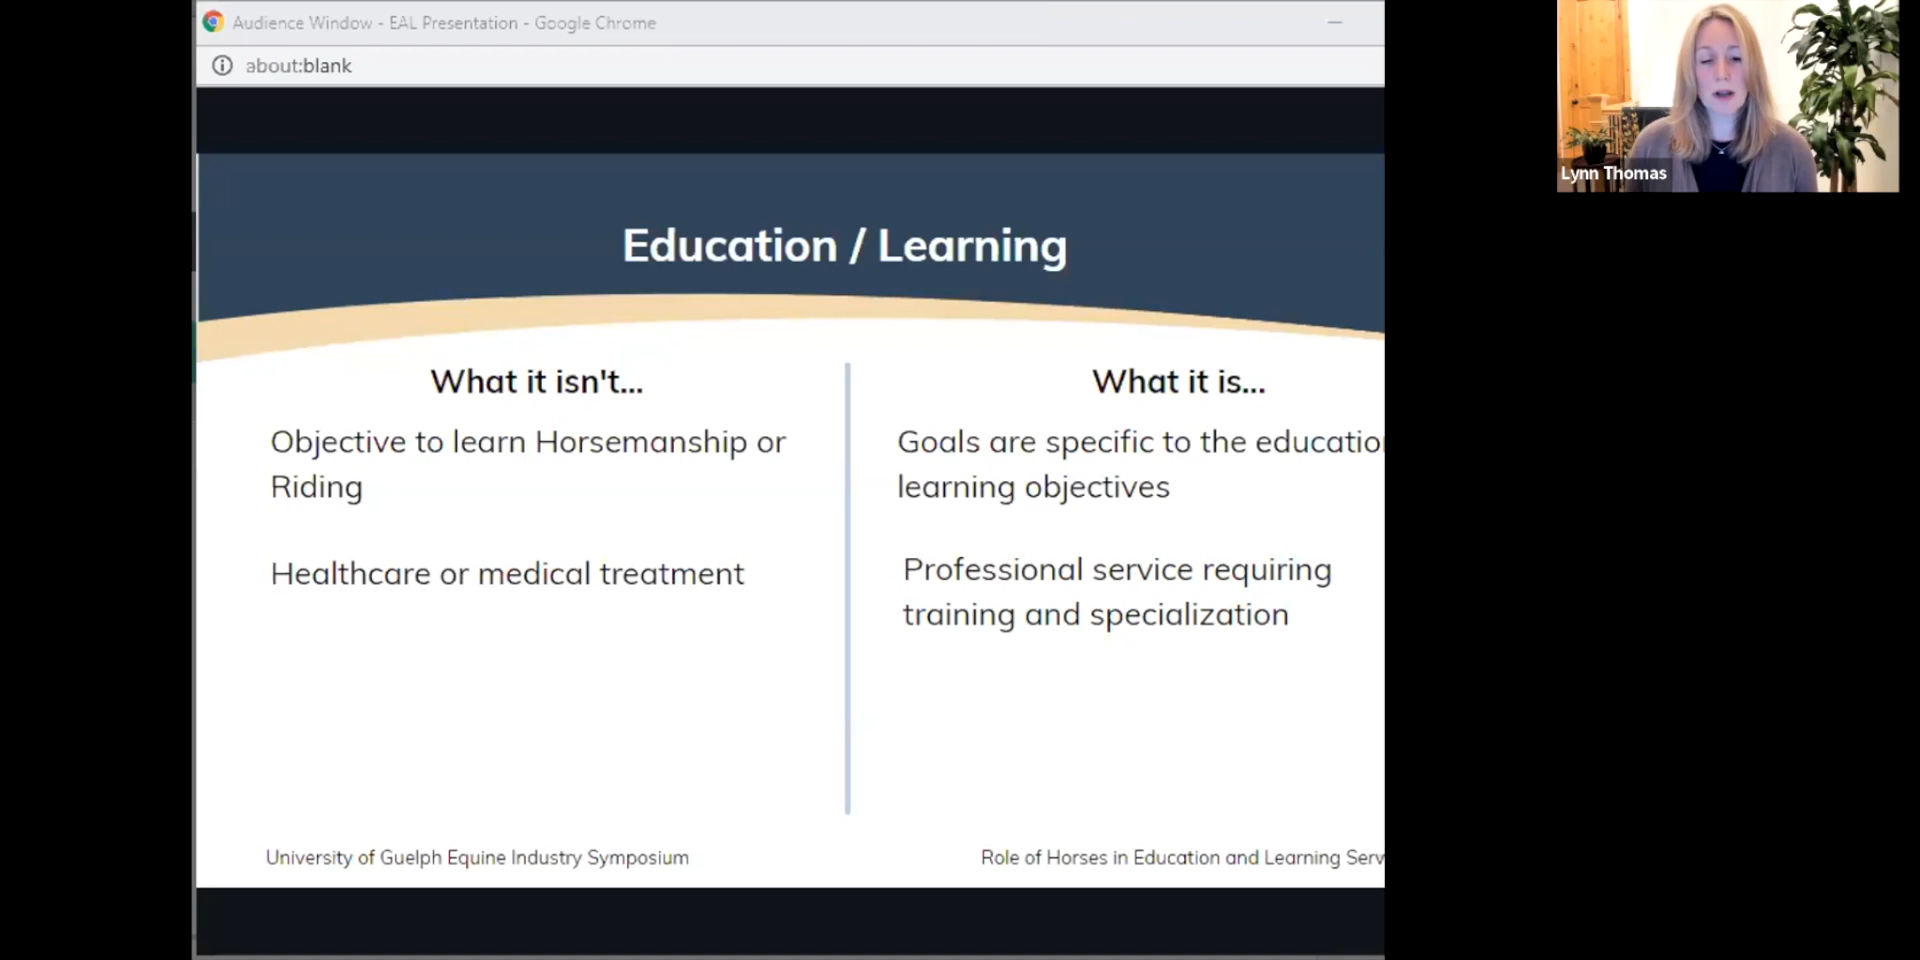 Audience Window - EAL Presentation - Google Chrome
about:blank
Lynn Thomas
Education / Learning
What it isn't...
Objective to learn Horsemanship or
Riding
Healthcare or medical treatment
What it is...
Goals are specific to the educatio
learning objectives
Professional service requiring
training and specialization
University of Guelph Equine Industry Symposium
Role of Horses in Education and Learning Serv